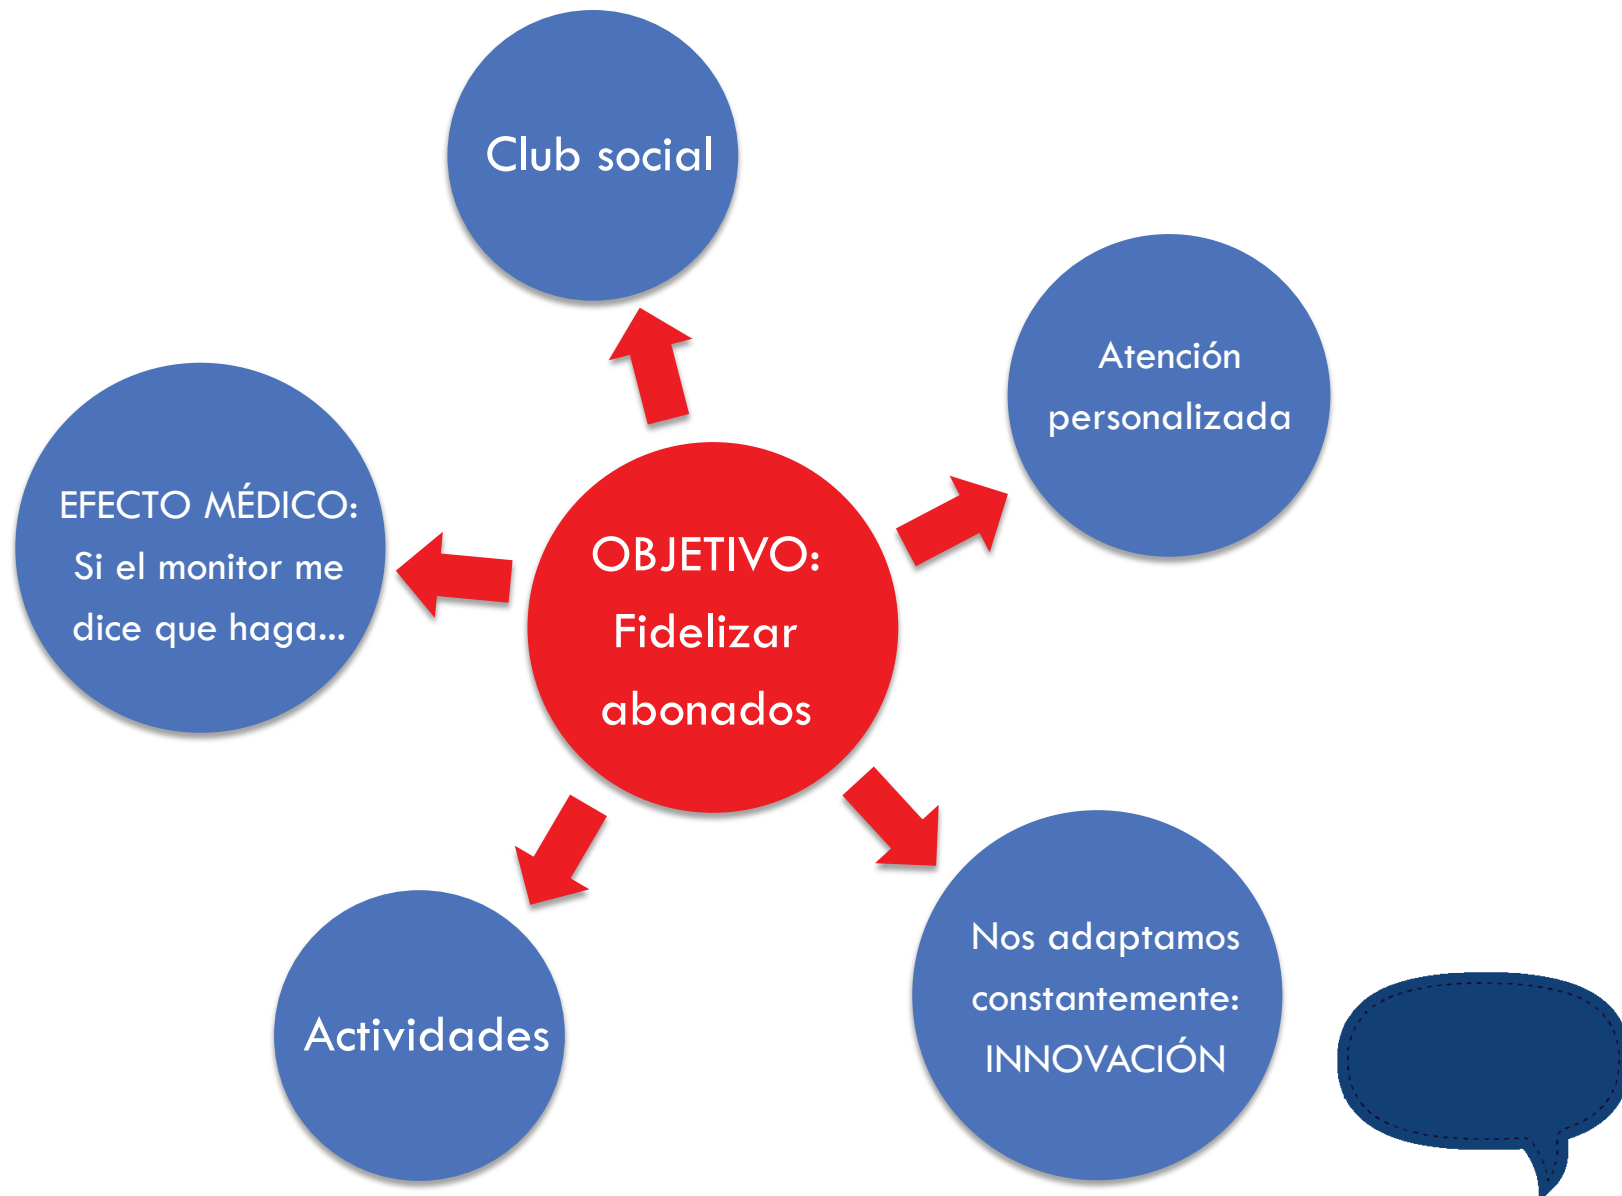 Club social
Atención
personalizada
EFECTO MÉDICO:
Si el monitor me
dice que haga...
OBJETIVO:
Fidelizar
abonados
Nos adaptamos
constantemente:
INNOVACIÓN
Actividades